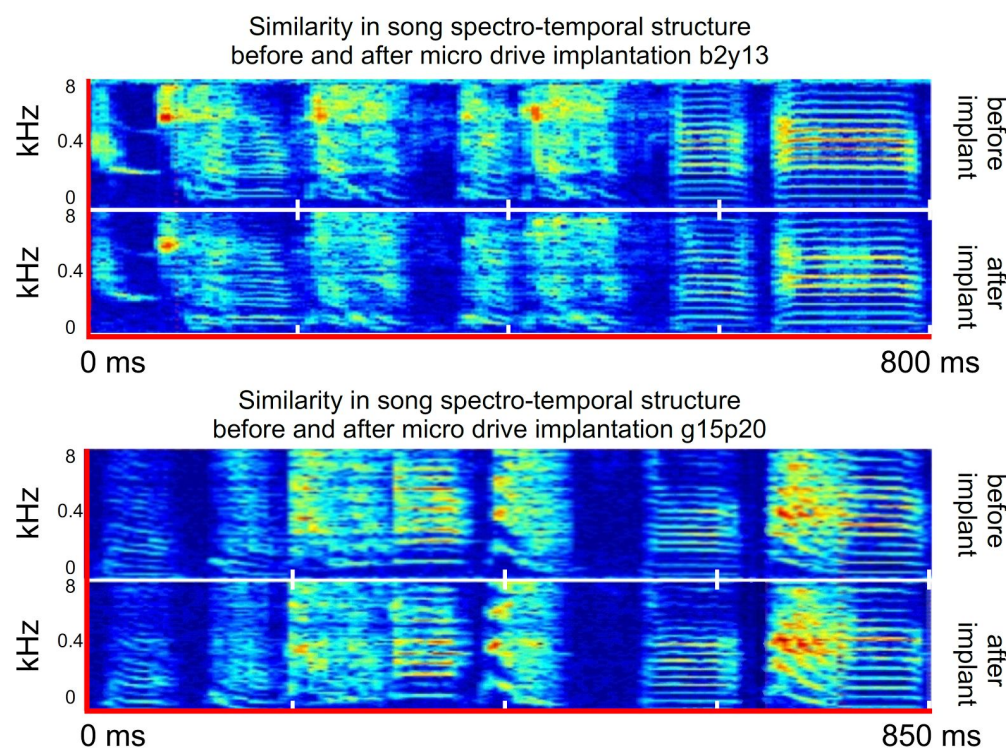 Similarity in song spectro-temporal structure
before and after micro drive implantation b2y13
8
kHz
0.4
0
before
implant
8
kHz
0.4
0
after
implant
0 ms
800 ms
Similarity in song spectro-temporal structure
before and after micro drive implantation g15p20
8
kHz
0.4
0
before
implant
8
kHz
0.4
0
after
implant
0 ms
850 ms